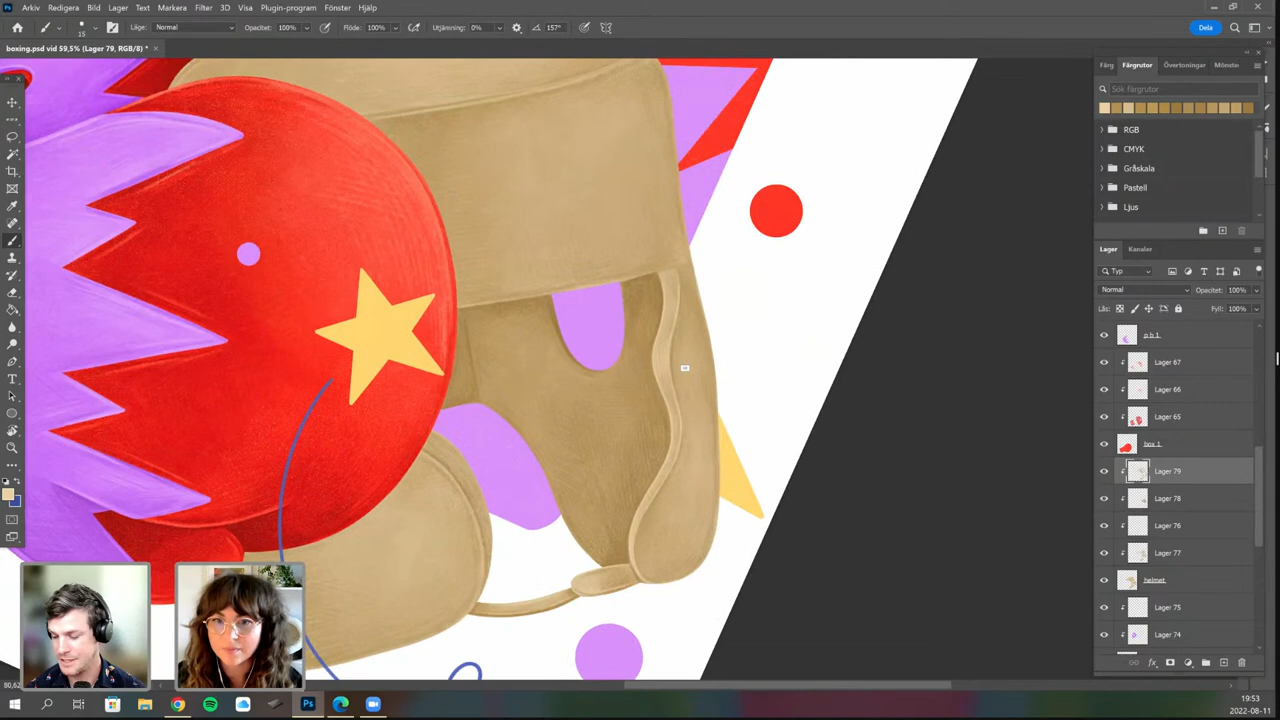 Arkiv Redigera Bild Lager Text Markera Filter 3D Visa Plugin-program Fönster Hjälp
15 Läge: Normal Opacitet: 100% Flöde: 100% Utjämning: 0% 157° Dela
boxing.psd vid 59,5% (Lager 79, RGB/8) *
Färg Färgrutor Övertoningar Mönste
Sök färgrutor
RGB
CMYK
Gråskala
Pastell
Ljus
Lager Kanaler
Typ
Normal Opacitet: 100%
Lås: Fyll: 100%
p b 1
Lager 67
Lager 66
Lager 65
box 1
Lager 79
Lager 78
Lager 76
Lager 77
helmet
Lager 75
Lager 74
19:53
2022-08-11